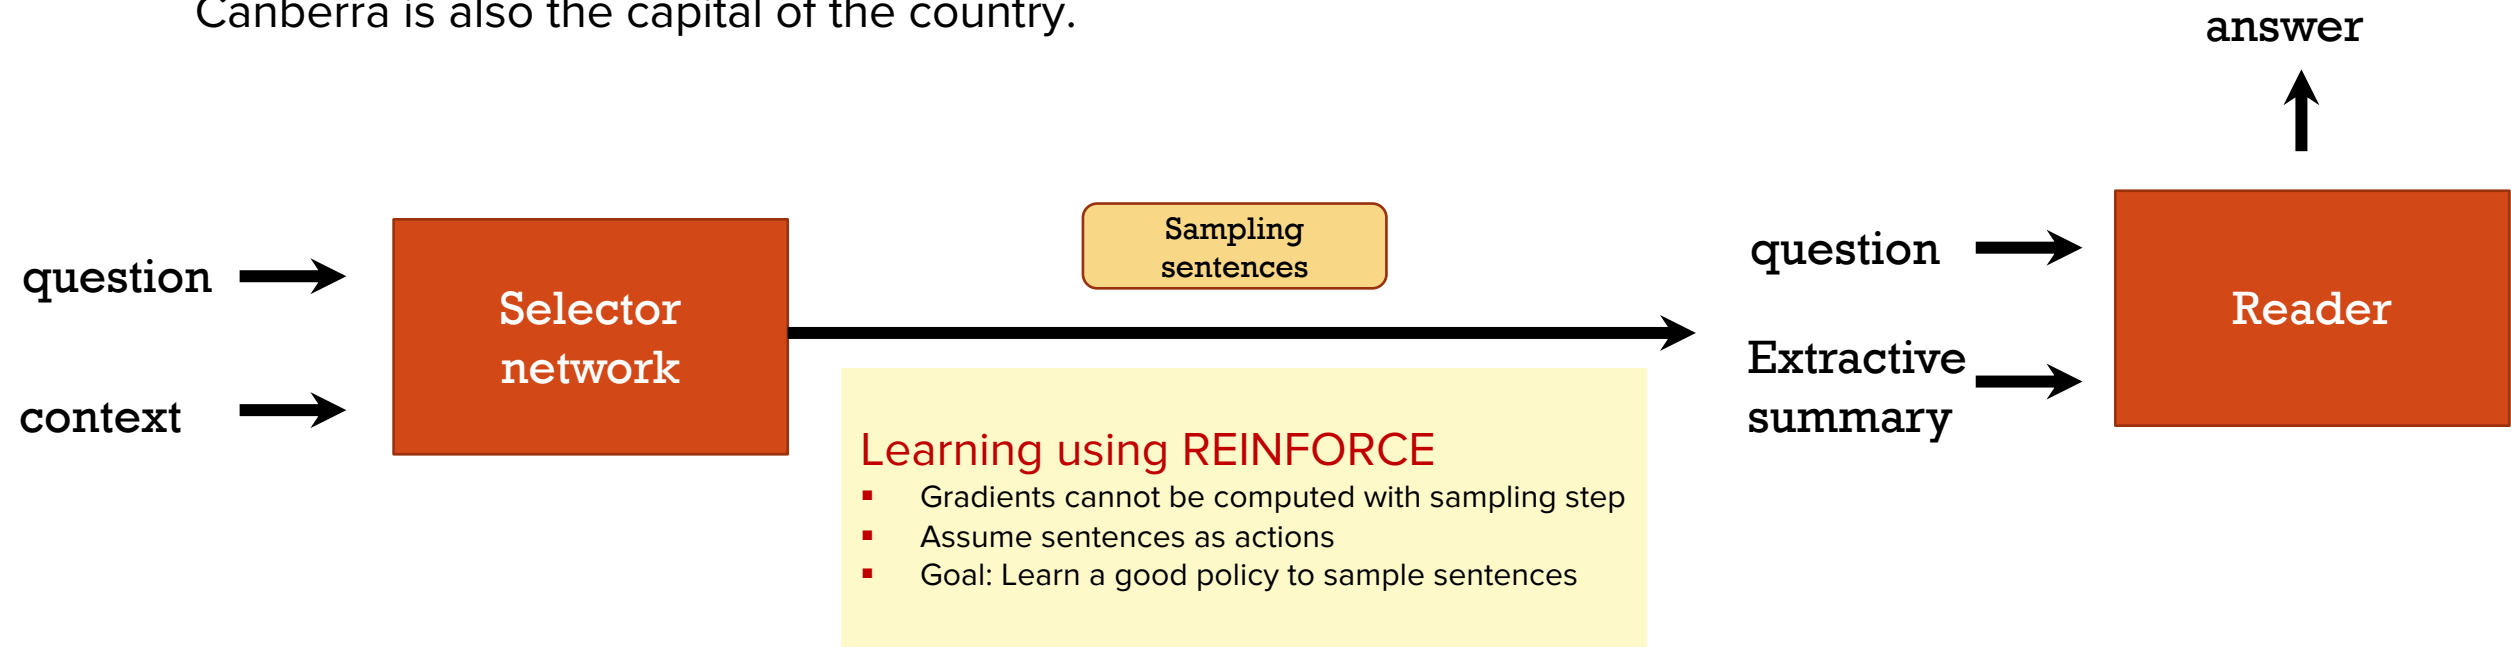 Canberra is also the capital of the country.
answer
question
context
Selector
network
Sampling
sentences
Learning using REINFORCE
▪ Gradients cannot be computed with sampling step
▪ Assume sentences as actions
▪ Goal: Learn a good policy to sample sentences
question
Extractive
summary
Reader